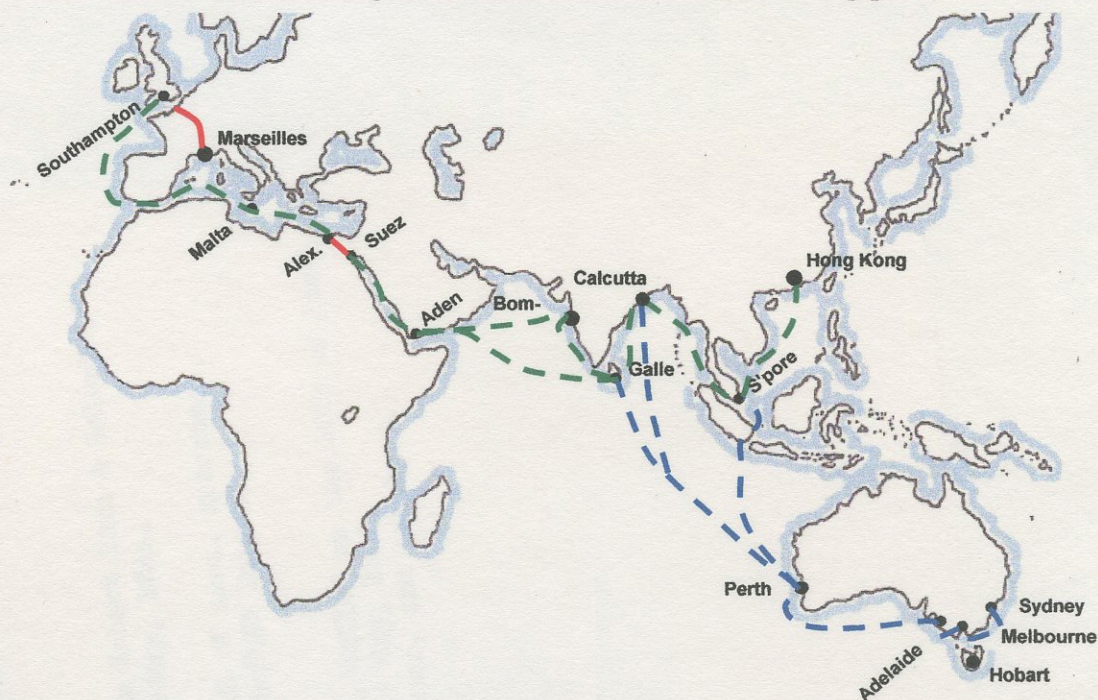 Southampton
Marseilles
Malta
Alex.
Suez
Aden
Bom-
Calcutta
Galle
Hong Kong
S'pore
Perth
Adelaide
Sydney
Melbourne
Hobart